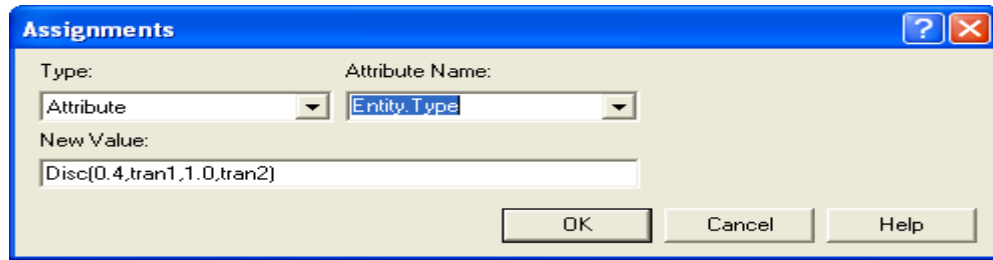 Assignments
Type: Attribute Name:
Attribute Entity.Type
New Value:
Disc(0.4,tran1,1.0,tran2)
OK Cancel Help